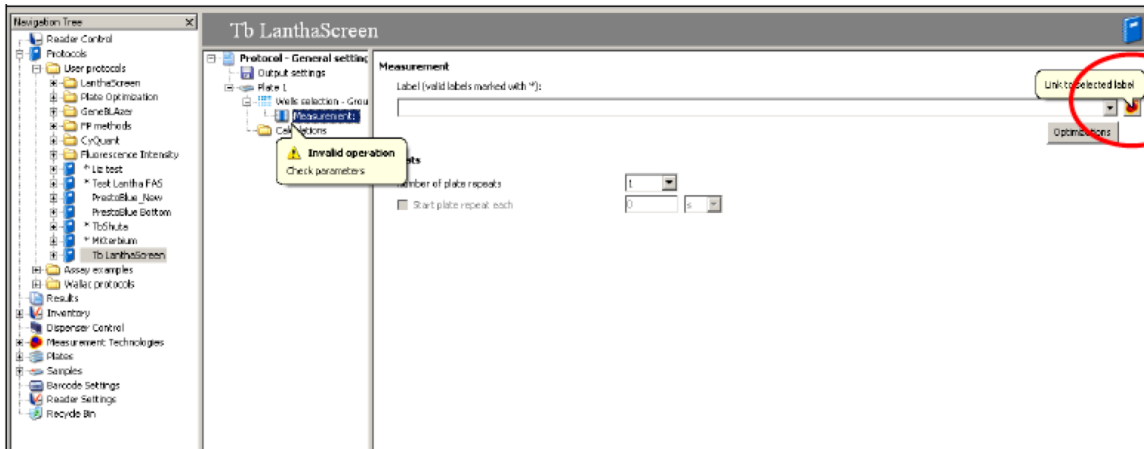 Navigation Tree
Reader Control
Protocols
User protocols
LanthaScreen
Plate Optimization
GeneBLAzer
FP methods
CyQuant
Fluorescence Intensity
* Liz test
* Test Lantha FAS
PrestoBlue_New
PrestoBlue Bottom
* TbShuta
Tb LanthaScreen
Assay examples
Wallac protocols
Results
Inventory
Dispenser Control
Measurement Technologies
Plates
Samples
Barcode Settings
Reader Settings
Recycle Bin
Tb LanthaScreen
Protocol - General setting
Output settings
Plate 1
Wells selection - Grou
Measurement:
Calculations
Invalid operation
Check parameters
Measurement
Label (valid labels marked with *):
Link to selected label
Optimizations
Number of plate repeats
1
Start plate repeat each
0
s